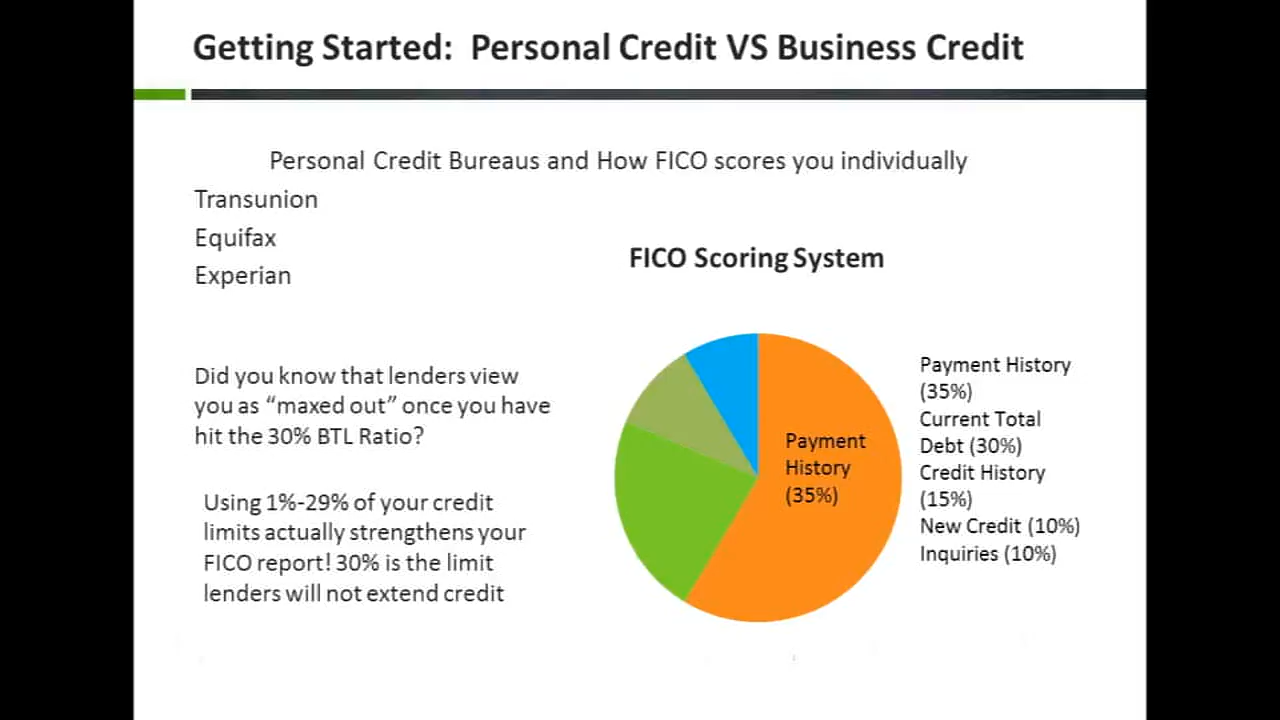 Getting Started:  Personal Credit VS Business Credit
Personal Credit Bureaus and How FICO scores you individually
Transunion
Equifax
Experian
Did you know that lenders view
you as “maxed out” once you have
hit the 30% BTL Ratio?
Using 1%-29% of your credit
limits actually strengthens your
FICO report! 30% is the limit
lenders will not extend credit
FICO Scoring System
Payment
History
(35%)
Payment History
(35%)
Current Total
Debt (30%)
Credit History
(15%)
New Credit (10%)
Inquiries (10%)